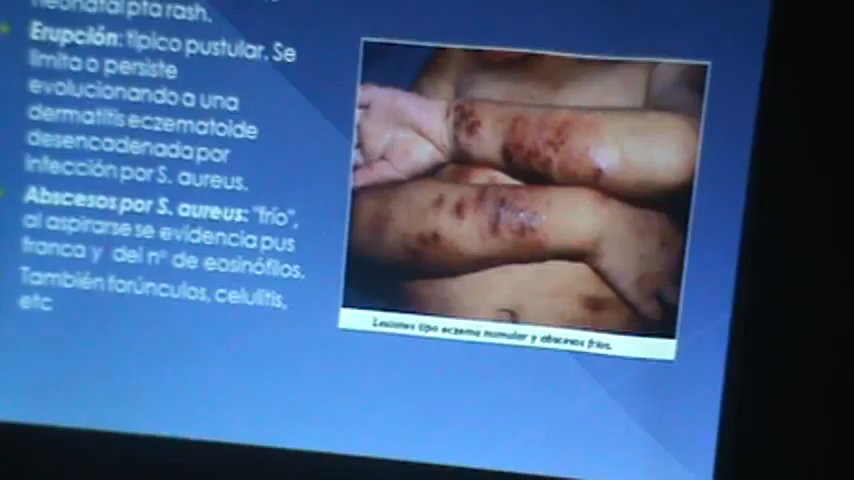 neonatal pta rash.
Erupción: típico pustular. Se
limita o persiste
evolucionando a una
dermatitis eczematoide
desencadenada por
infección por S. aureus.
Abscesos por S. aureus: "frío",
al aspirarse se evidencia pus
franca y del nº de eosinófilos.
También forúnculos, celulitis,
etc
Lesiones tipo eczema numular y abscesos fríos.